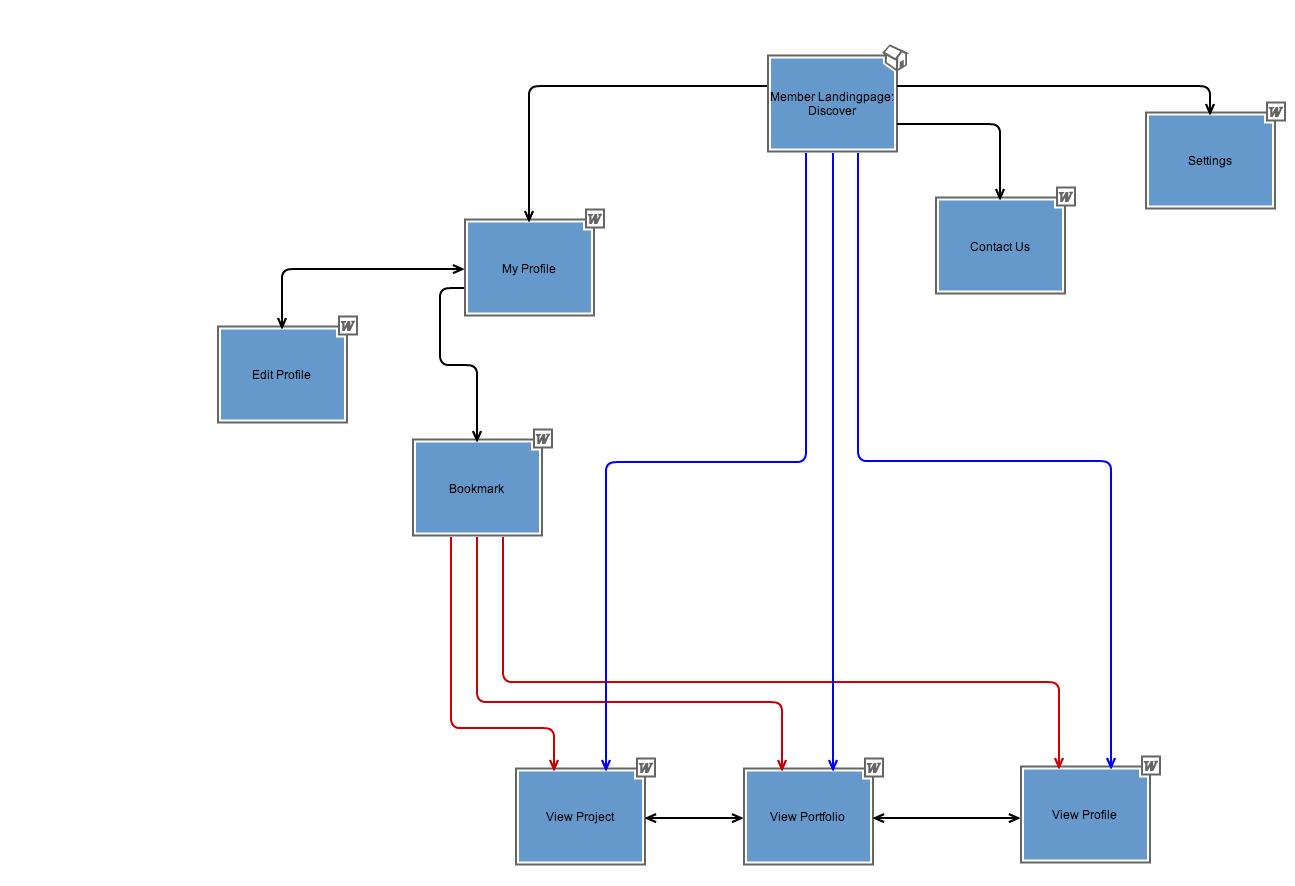 Member Landingpage:
Discover
W
Settings
W
Contact Us
W
My Profile
W
Edit Profile
W
Bookmark
W
View Project
W
View Portfolio
W
View Profile